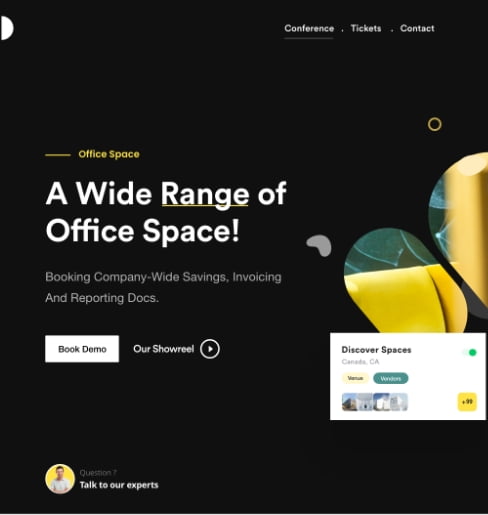 Conference . Tickets . Contact
Office Space
A Wide Range of
Office Space!
Booking Company-Wide Savings, Invoicing
And Reporting Docs.
Book Demo Our Showreel
Discover Spaces
Canada, CA
Venue Vendors
+99
Question ?
Talk to our experts